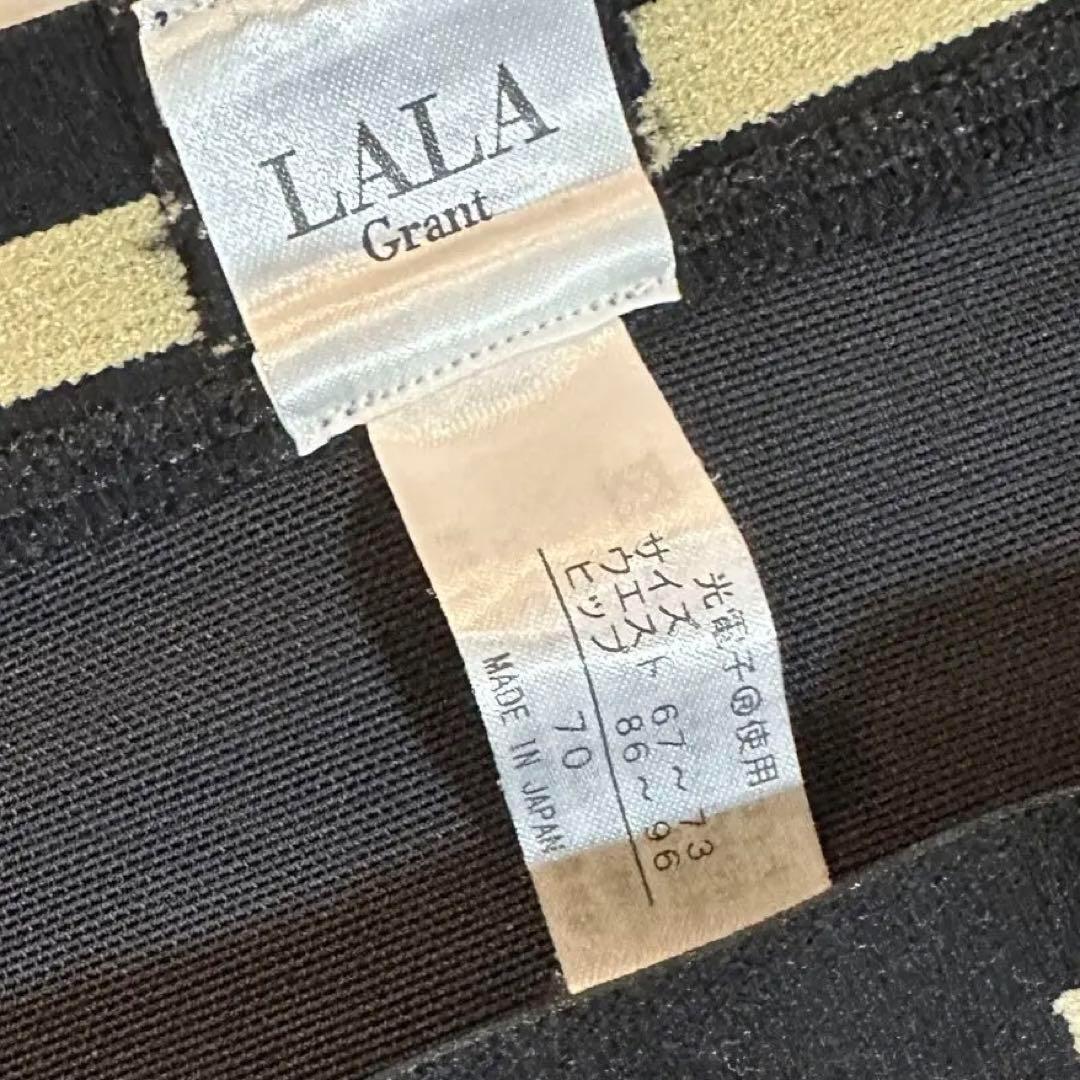 LALA
Grant
光電子®使用
サイズ
ウエスト 67~73
ヒップ 86~96
70
MADE IN JAPAN